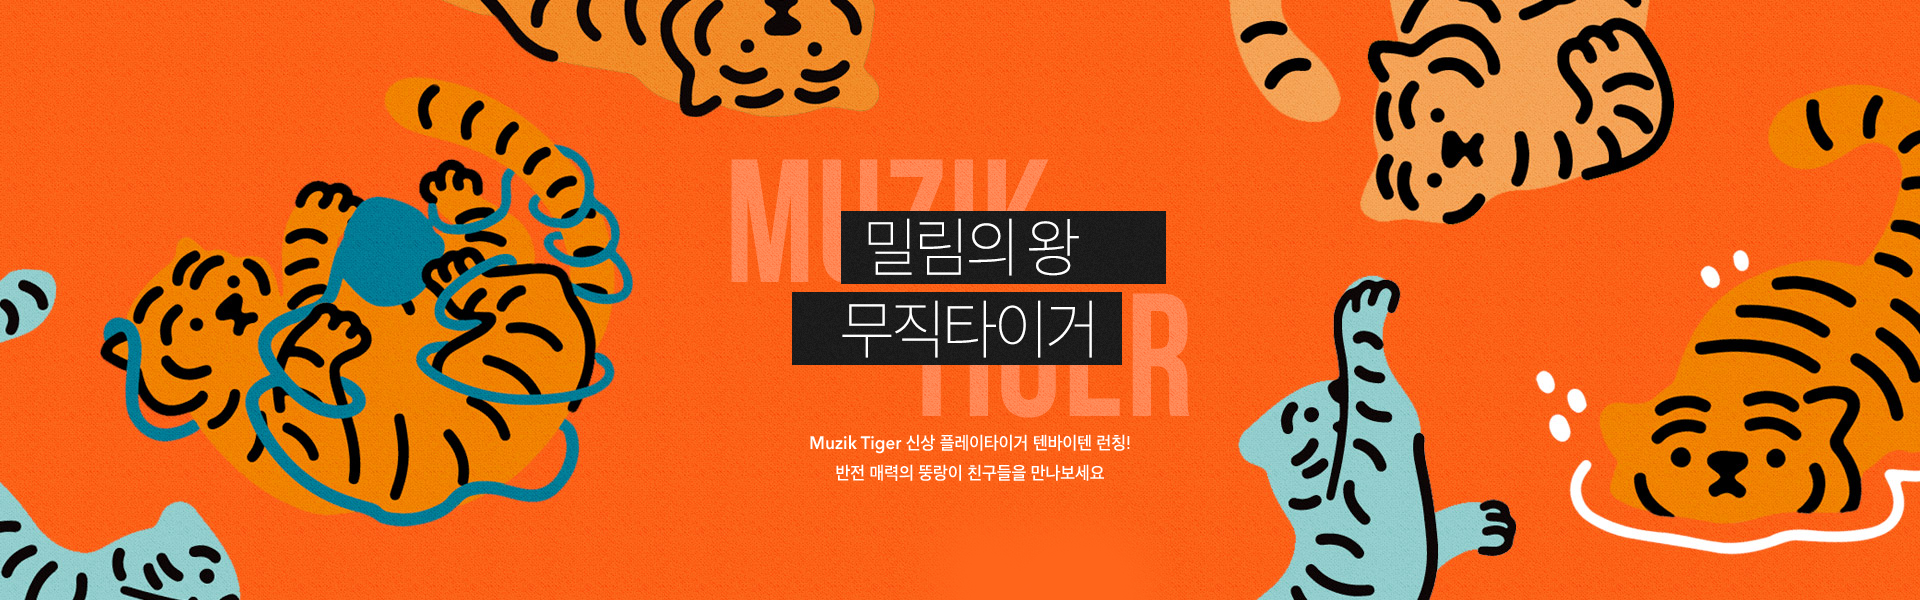 MUZIK
밀림의 왕
무직타이거
TIGER
Muzik Tiger 신상 플레이타이거 텐바이텐 런칭!
반전 매력의 뚱랑이 친구들을 만나보세요